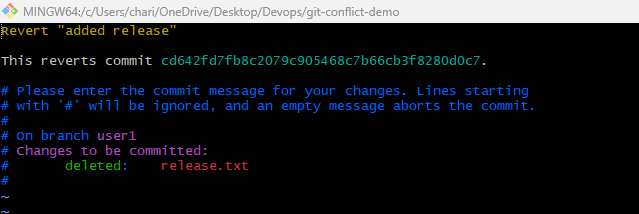 MINGW64:/c/Users/chari/OneDrive/Desktop/Devops/git-conflict-demo
Revert "added release"
This reverts commit cd642fd7fb8c2079c905468c7b66cb3f8280d0c7.
# Please enter the commit message for your changes. Lines starting
# with '#' will be ignored, and an empty message aborts the commit.
#
# On branch user1
# Changes to be committed:
#       deleted:    release.txt
#
~
~